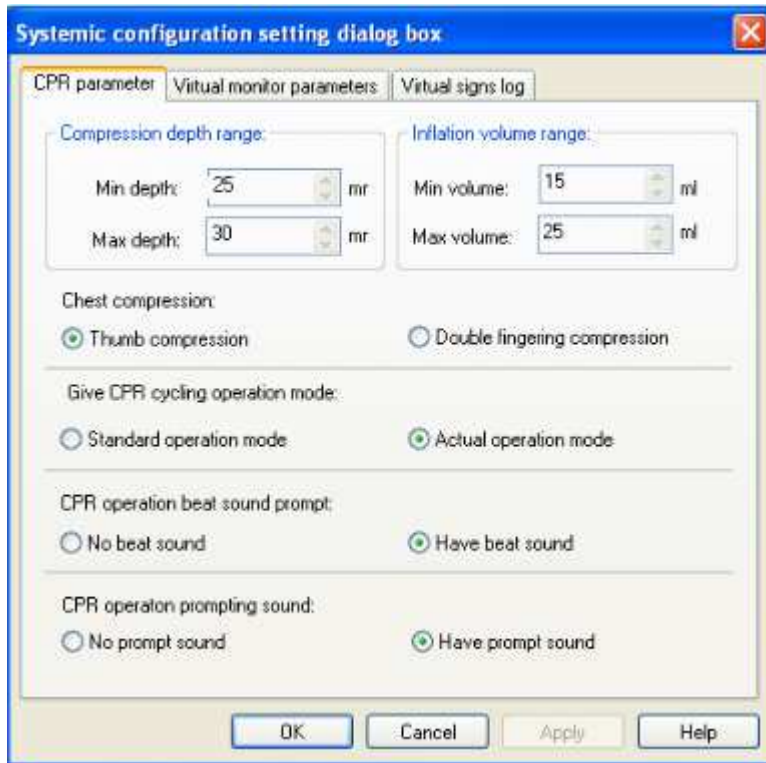 Systemic configuration setting dialog box
CPR parameter Virtual monitor parameters Virtual signs log
Compression depth range: Inflation volume range:
Min depth: 25 mr Min volume: 15 ml
Max depth: 30 mr Max volume: 25 ml
Chest compression:
Thumb compression Double fingering compression
Give CPR cycling operation mode:
Standard operation mode Actual operation mode
CPR operation beat sound prompt:
No beat sound Have beat sound
CPR operaton prompting sound:
No prompt sound Have prompt sound
OK Cancel Apply Help